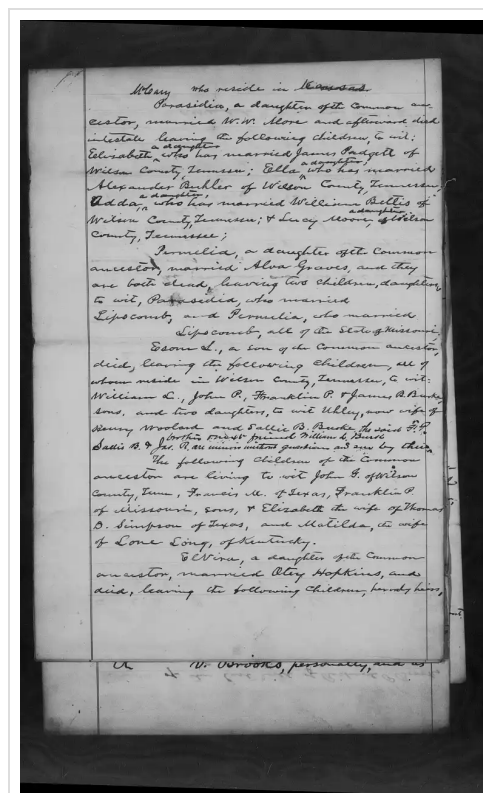 McCary who reside in Kansas
Parasidia, a daughter of the Common an-
cestor, married W. W. More and afterward died
intestate leaving the following children, to wit:
a daughter
Elizabeth, who has married James Padgett of
a daughter,
Wilson County, Tennessee; Ella, who has married
Alexander Buhler of Wilson County, Tennessee;
a daughter,
Adda, who has married William Bettis of
a daughter,
Wilson County, Tennessee; & Lucy Moore, of Wilson
County, Tennessee;
Permelia, a daughter of the Common
ancestor, married Alva Graves, and they
are both dead, leaving two children, daughters,
to wit, Parasidia, who married
Lipscomb, and Permelia, who married
Lipscomb, all of the State of Missouri,
Esom L., a son of the Common ancestor,
died, leaving the following children, all of
whom reside in Wilson County, Tennessee, to wit:
William L., John P., Franklin P. & James B. Burke,
sons, and two daughters, to wit Ulley, now wife of
Henry Woolard and Sallie B. Burke, the said F. P.
brother and friend William L. Burke
Sallie B. & Jas. B. are minors without guardian and sue by their
The following children of the Common
ancestor are living to wit John G. of Wilson
County, Tenn, Francis M. of Texas, Franklin P.
of Missouri, sons, & Elizabeth the wife of Thomas
D. Simpson of Texas, and Matilda, the wife
of Lone Long, of Kentucky.
Elvira, a daughter of the Common
ancestor, married Otey Hopkins, and
died, leaving the following children, her only heirs,
V. Brooks, personally, and as